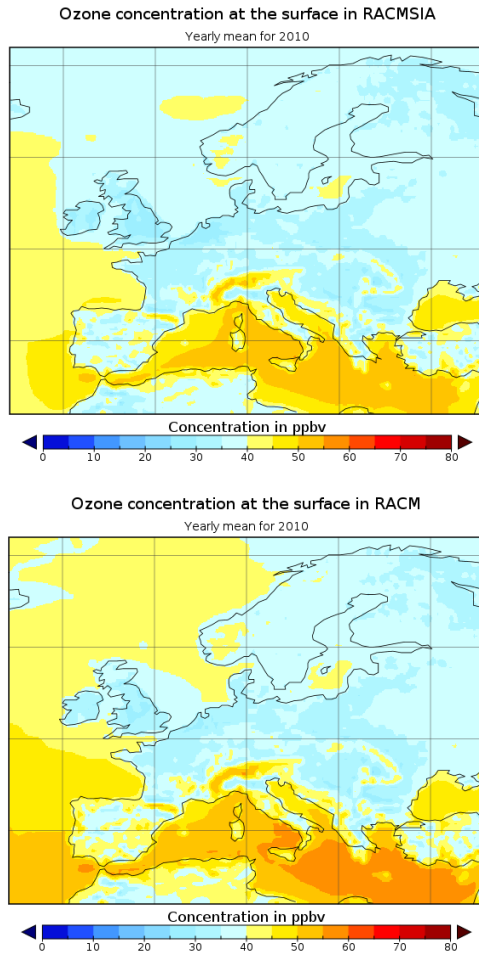 Ozone concentration at the surface in RACMSIA
Yearly mean for 2010
Concentration in ppbv
0 10 20 30 40 50 60 70 80
Ozone concentration at the surface in RACM
Yearly mean for 2010
Concentration in ppbv
0 10 20 30 40 50 60 70 80